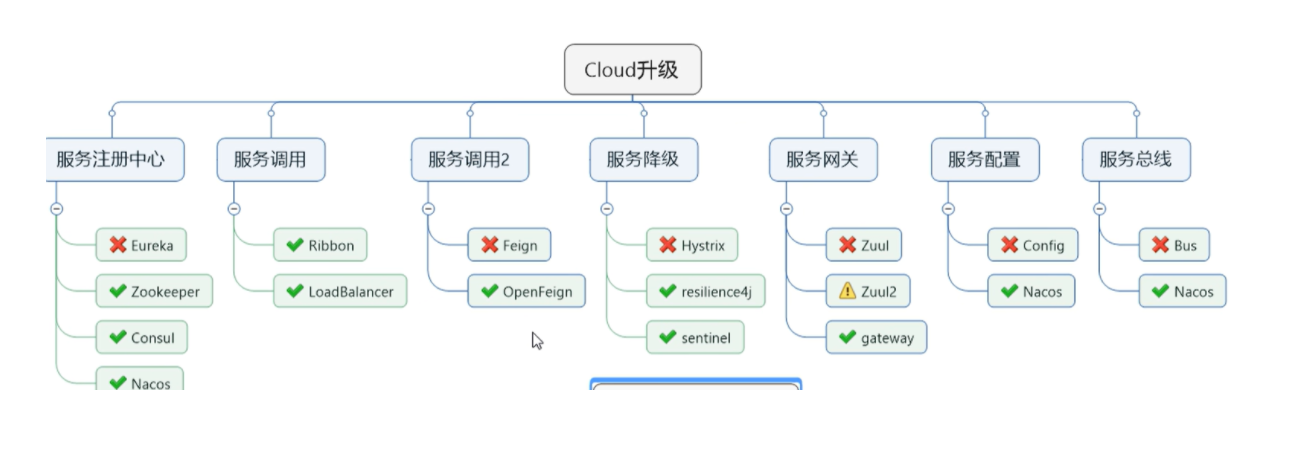 Cloud升级
服务注册中心
Eureka
Zookeeper
Consul
Nacos
服务调用
Ribbon
LoadBalancer
服务调用2
Feign
OpenFeign
服务降级
Hystrix
resilience4j
sentinel
服务网关
Zuul
Zuul2
gateway
服务配置
Config
Nacos
服务总线
Bus
Nacos